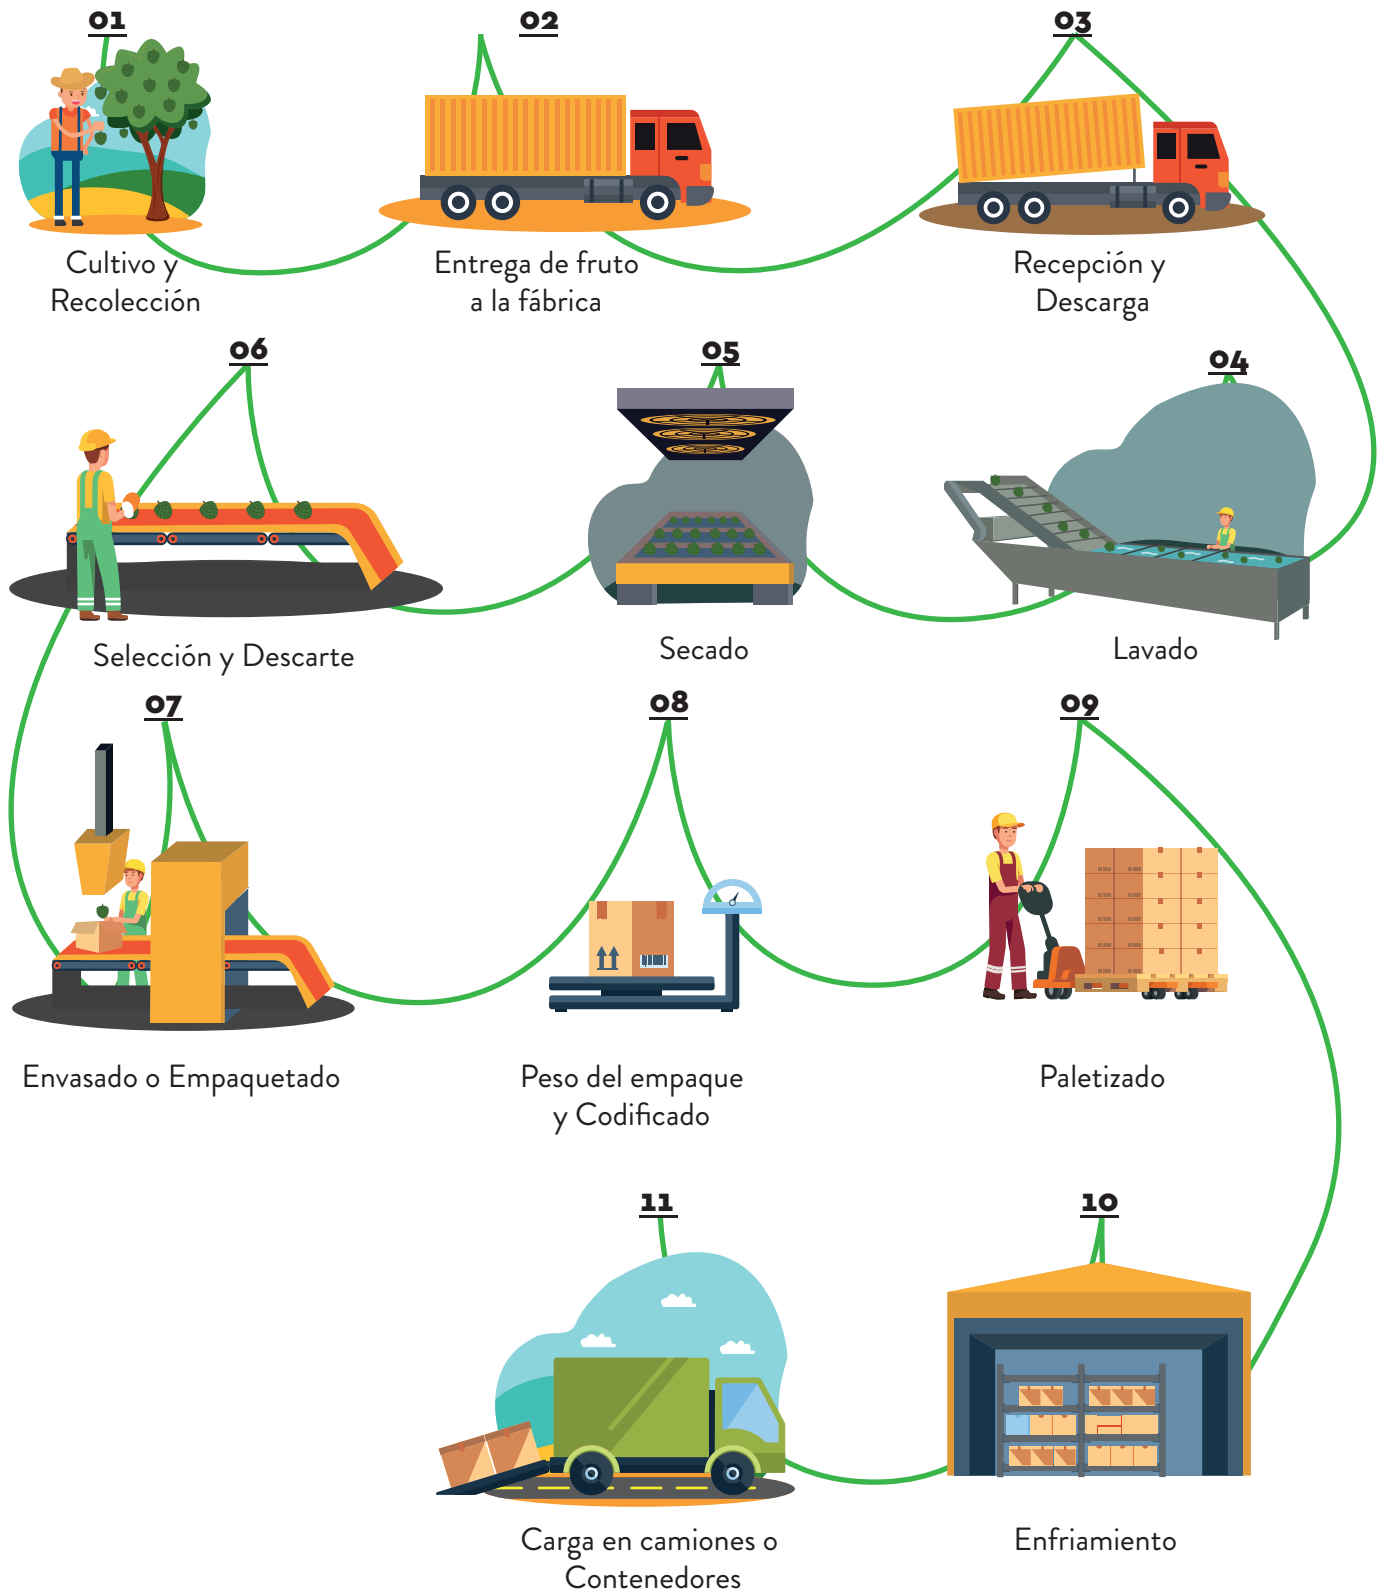 01
Cultivo y
Recolección
02
Entrega de fruto
a la fábrica
03
Recepción y
Descarga
04
Lavado
05
Secado
06
Selección y Descarte
07
Envasado o Empaquetado
08
Peso del empaque
y Codificado
09
Paletizado
10
Enfriamiento
11
Carga en camiones o
Contenedores